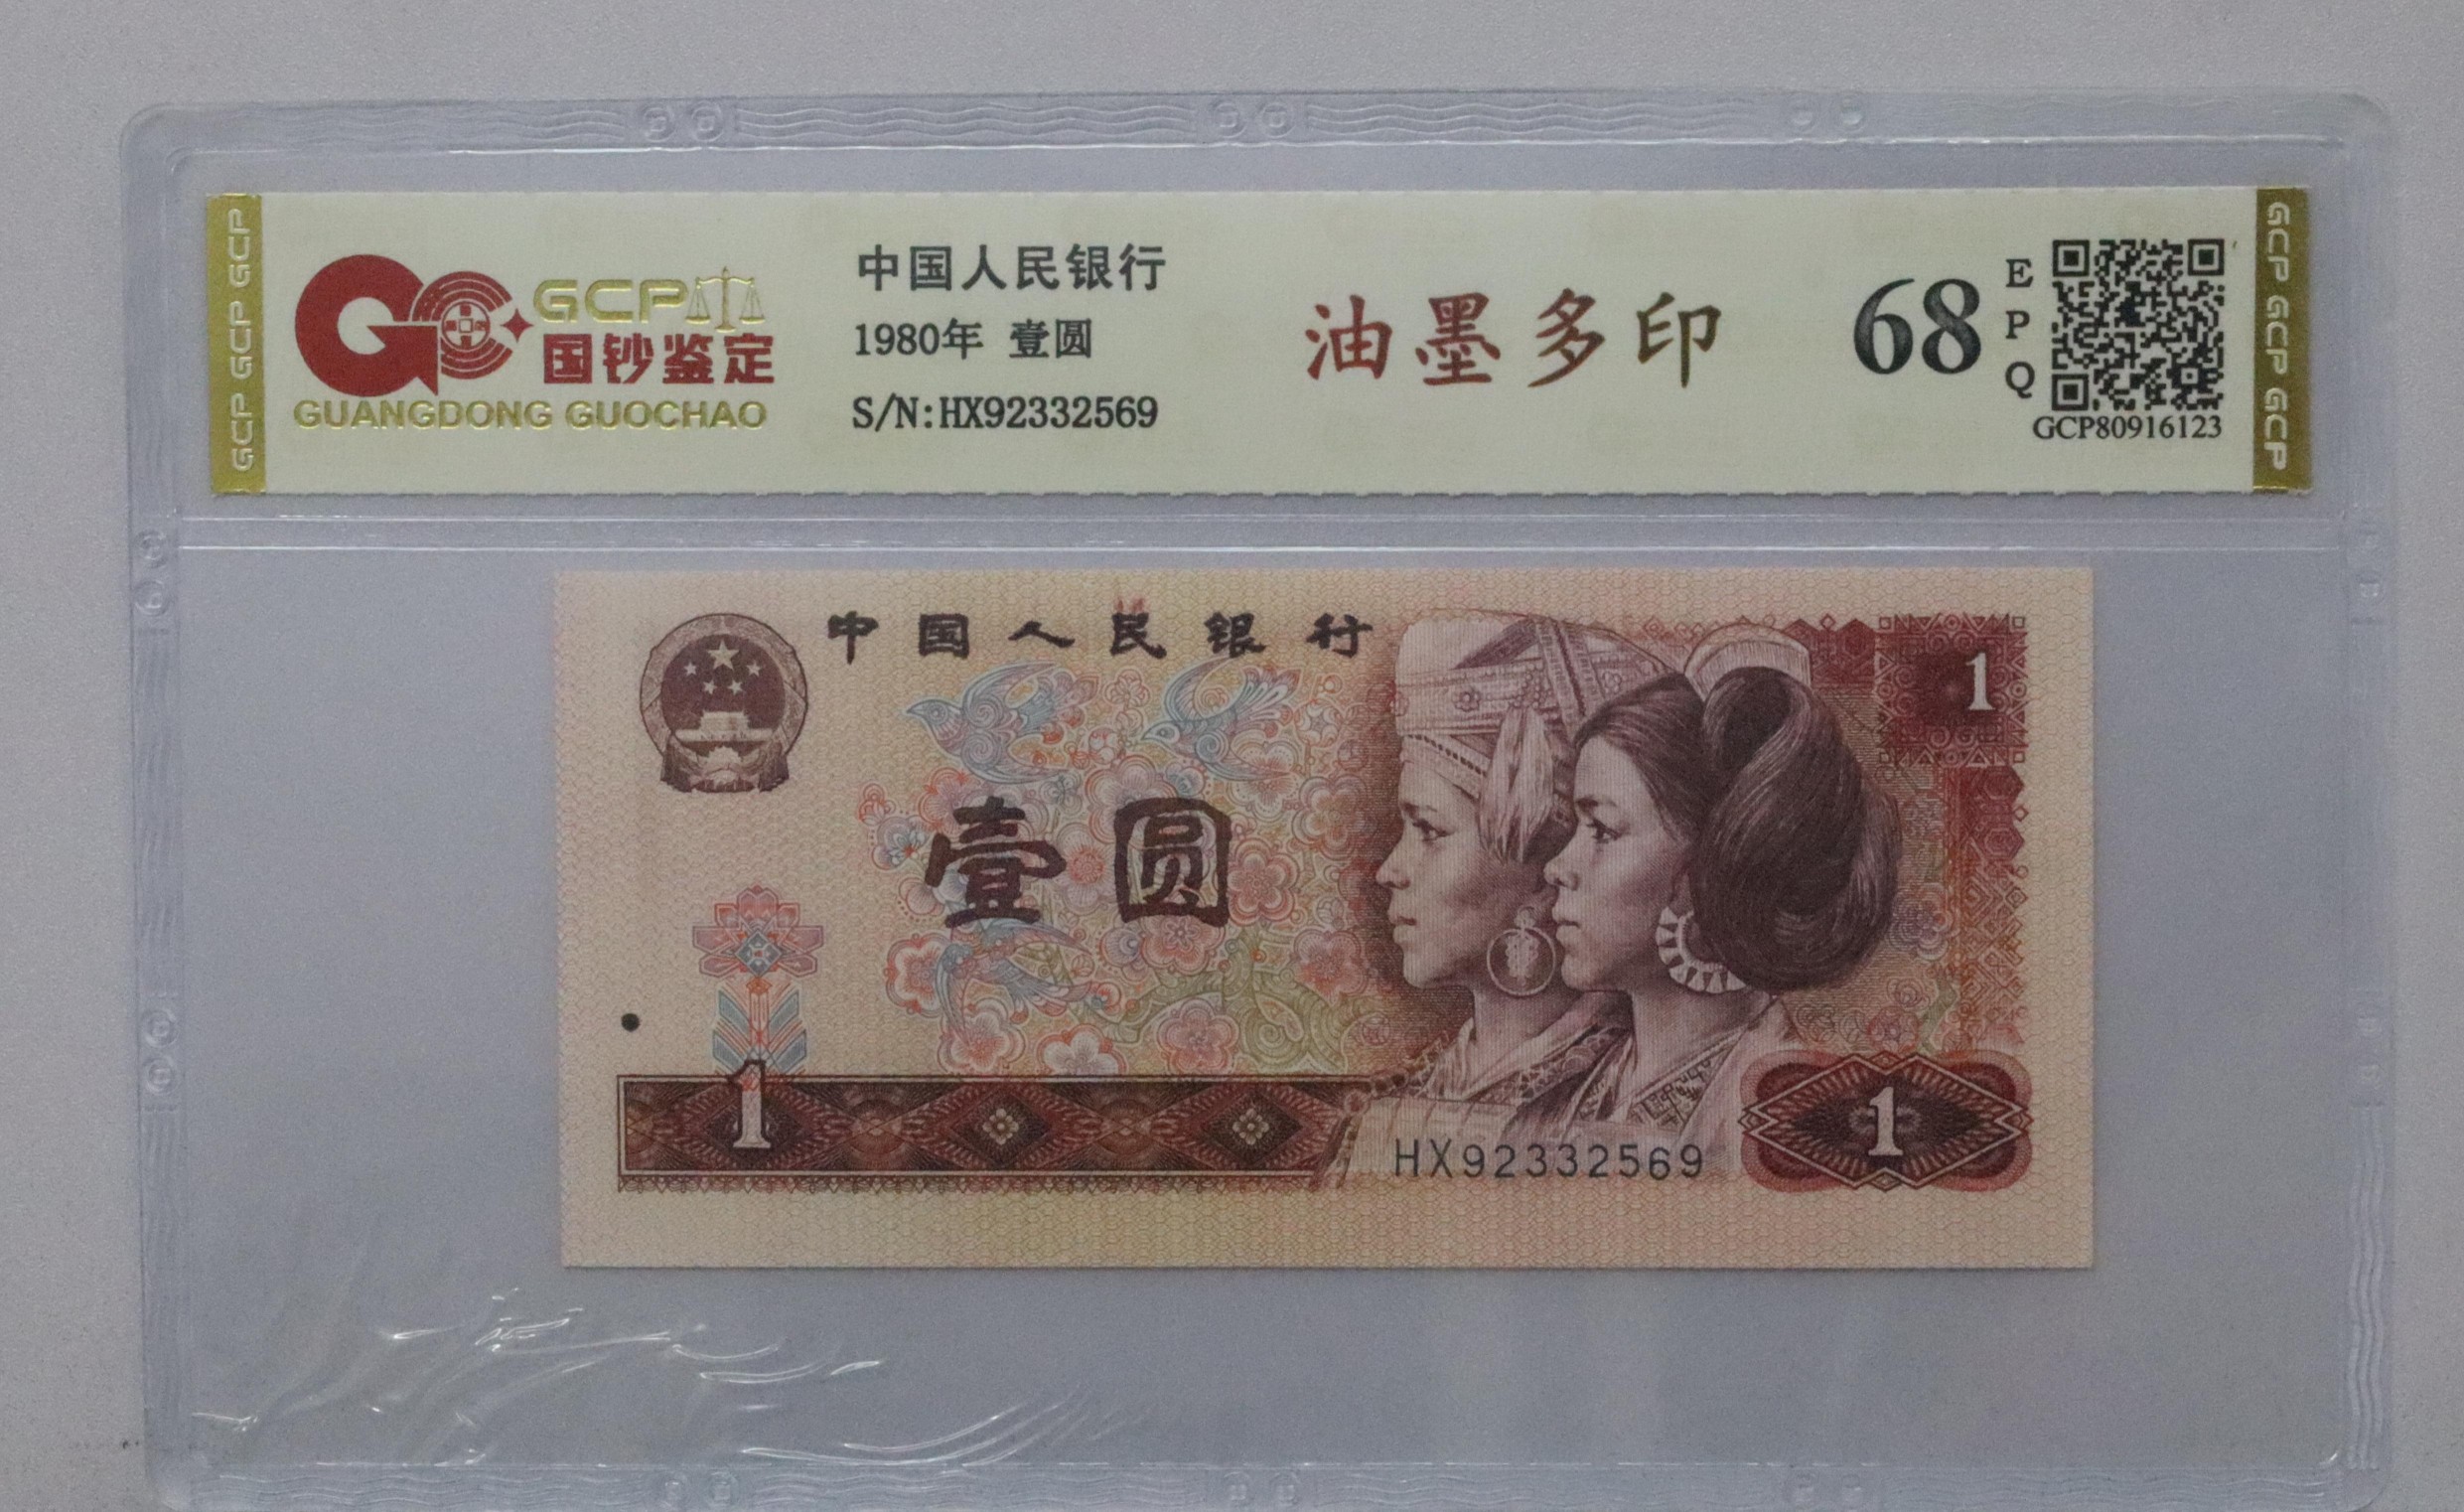 GCP GCP GCP
GCP
国钞鉴定
GUANGDONG GUOCHAO
中国人民银行
1980年 壹圆
S/N:HX92332569
油墨多印
68
EPQ
GCP80916123
GCP GCP GCP
中国人民银行
1
壹圆
1
1
HX92332569